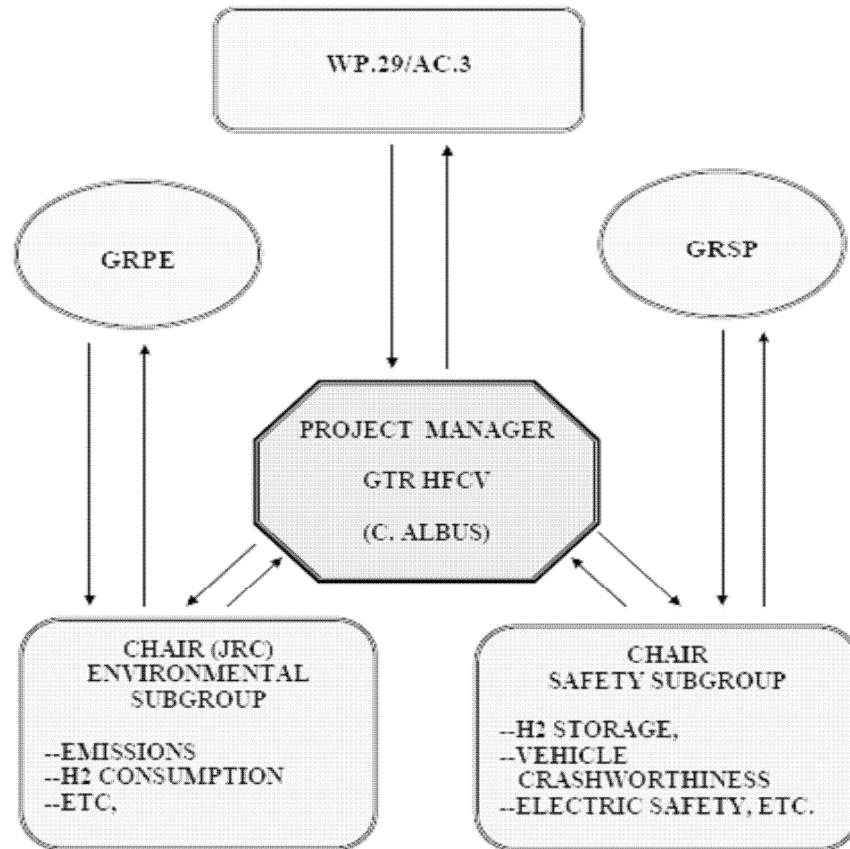 WP.29/AC.3
GRPE
GRSP
PROJECT MANAGER
GTR HFCV
(C. ALBUS)
CHAIR (JRC)
ENVIRONMENTAL
SUBGROUP
--EMISSIONS
--H2 CONSUMPTION
--ETC,
CHAIR
SAFETY SUBGROUP
--H2 STORAGE,
--VEHICLE
CRASHWORTHINESS
--ELECTRIC SAFETY, ETC.